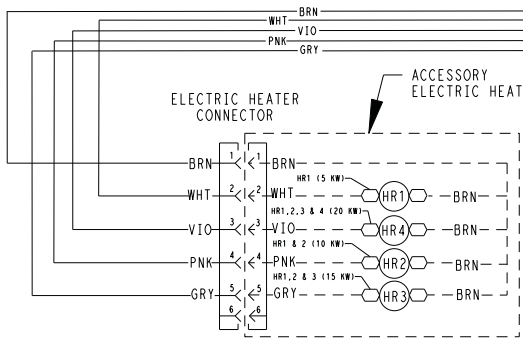 BRN
WHT
VIO
PNK
GRY
ACCESSORY
ELECTRIC HEAT
ELECTRIC HEATER
CONNECTOR
BRN 1 1 BRN
HR1 (5 KW)
WHT 2 2 WHT HR1 BRN
HR1,2,3 & 4 (20 KW)
VIO 3 3 VIO HR4 BRN
HR1 & 2 (10 KW)
PNK 4 4 PNK HR2 BRN
HR1,2 & 3 (15 KW)
GRY 5 5 GRY HR3 BRN
6 6